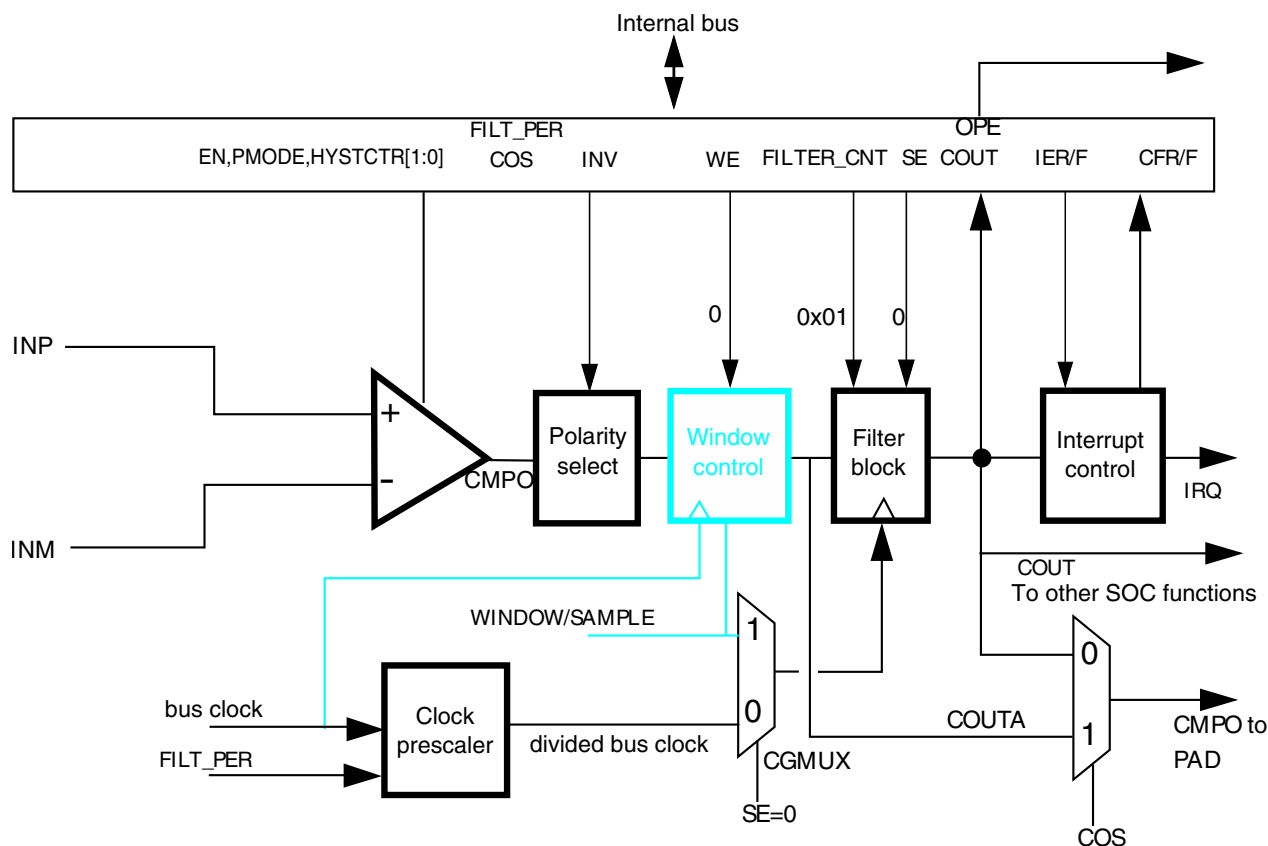 Internal bus
FILT_PER
OPE
EN,PMODE,HYSTCTR[1:0]
COS
INV
WE
FILTER_CNT
SE
COUT
IER/F
CFR/F
0
0x01
0
INP
+
-
INM
CMPO
Polarity
select
Window
control
Filter
block
Interrupt
control
IRQ
COUT
To other SOC functions
WINDOW/SAMPLE
1
0
0
1
bus clock
FILT_PER
Clock
prescaler
divided bus clock
CGMUX
SE=0
COUTA
CMPO to
PAD
COS